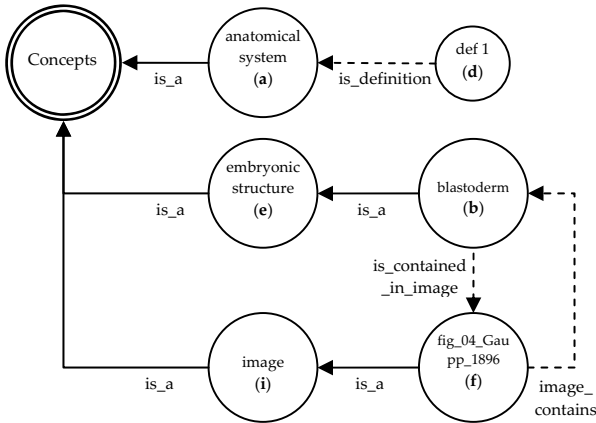 anatomical
system
(a)
def 1
(d)
Concepts
is_a
is_definition
embryonic
structure
(e)
blastoderm
(b)
is_a
is_a
is_contained
_in_image
fig_04_Gau
pp_1896
(f)
image
(i)
is_a
is_a
image_
contains